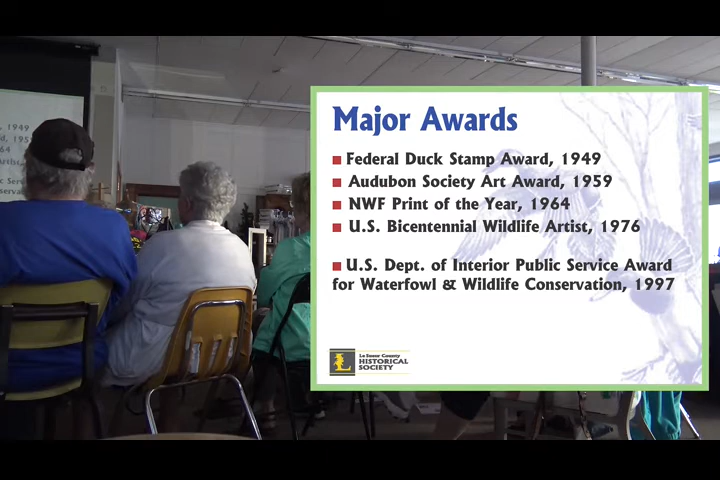 Major Awards
Federal Duck Stamp Award, 1949
Audubon Society Art Award, 1959
NWF Print of the Year, 1964
U.S. Bicentennial Wildlife Artist, 1976
U.S. Dept. of Interior Public Service Award
for Waterfowl & Wildlife Conservation, 1997
Le Sueur County
HISTORICAL
SOCIETY
, 1949
64